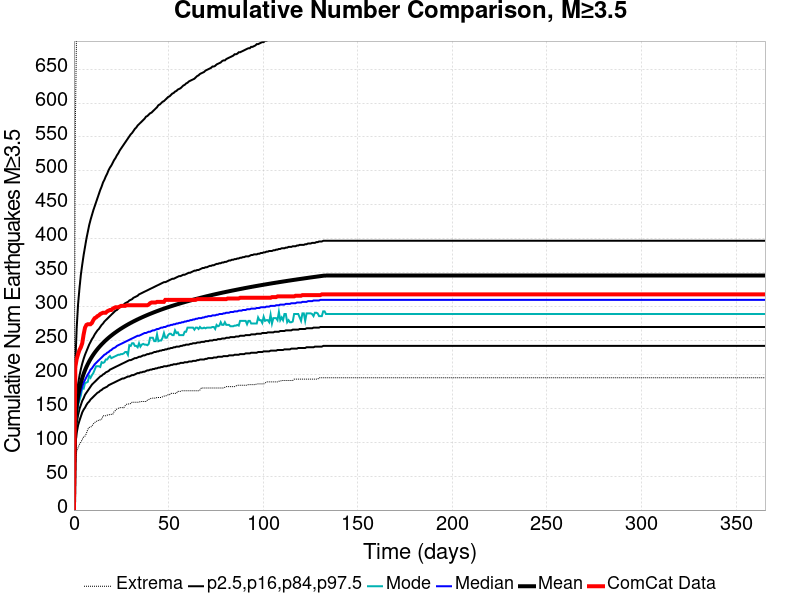 Cumulative Number Comparison, M≥3.5
Cumulative Num Earthquakes M≥3.5
650
600
550
500
450
400
350
300
250
200
150
100
50
0
0 50 100 150 200 250 300 350
Time (days)
Extrema p2.5,p16,p84,p97.5 Mode Median Mean ComCat Data